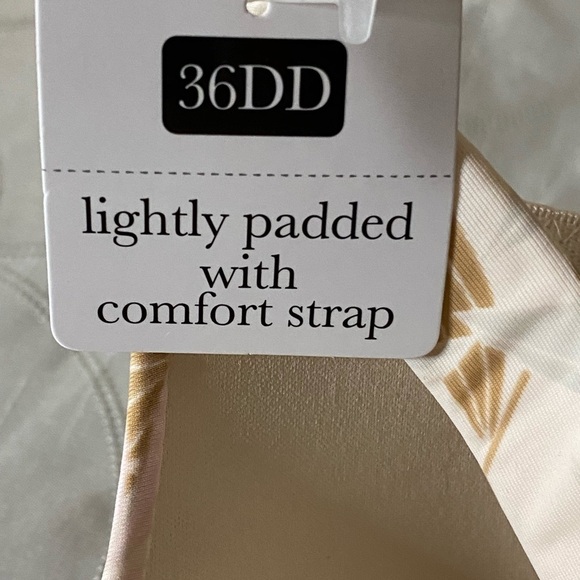 36DD
lightly padded
with
comfort strap